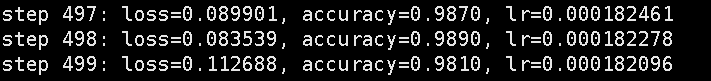 step 497: loss=0.089901, accuracy=0.9870, lr=0.000182461
step 498: loss=0.083539, accuracy=0.9890, lr=0.000182278
step 499: loss=0.112688, accuracy=0.9810, lr=0.000182096